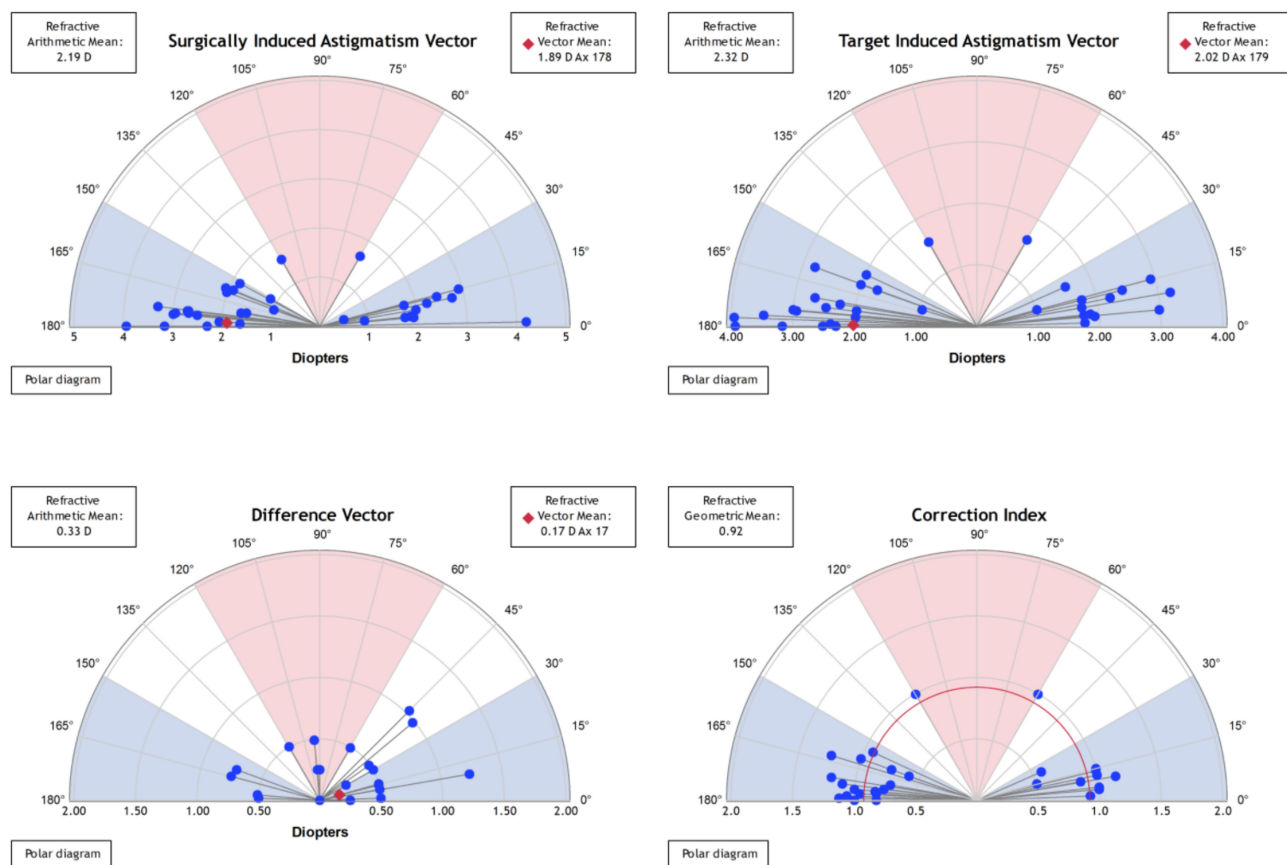 Refractive
Arithmetic Mean:
2.19 D
Surgically Induced Astigmatism Vector
Refractive
Vector Mean:
1.89 D Ax 178
90°
105°
75°
120°
60°
135°
45°
150°
30°
165°
15°
180°
0°
5
4
3
2
1
1
2
3
4
5
Diopters
Polar diagram
Refractive
Arithmetic Mean:
2.32 D
Target Induced Astigmatism Vector
Refractive
Vector Mean:
2.02 D Ax 179
90°
105°
75°
120°
60°
135°
45°
150°
30°
165°
15°
180°
0°
4.00
3.00
2.00
1.00
1.00
2.00
3.00
4.00
Diopters
Polar diagram
Refractive
Arithmetic Mean:
0.33 D
Difference Vector
Refractive
Vector Mean:
0.17 D Ax 17
90°
105°
75°
120°
60°
135°
45°
150°
30°
165°
15°
180°
0°
2.00
1.50
1.00
0.50
0.50
1.00
1.50
2.00
Diopters
Polar diagram
Refractive
Geometric Mean:
0.92
Correction Index
90°
105°
75°
120°
60°
135°
45°
150°
30°
165°
15°
180°
0°
2.0
1.5
1.0
0.5
0.5
1.0
1.5
2.0
Polar diagram